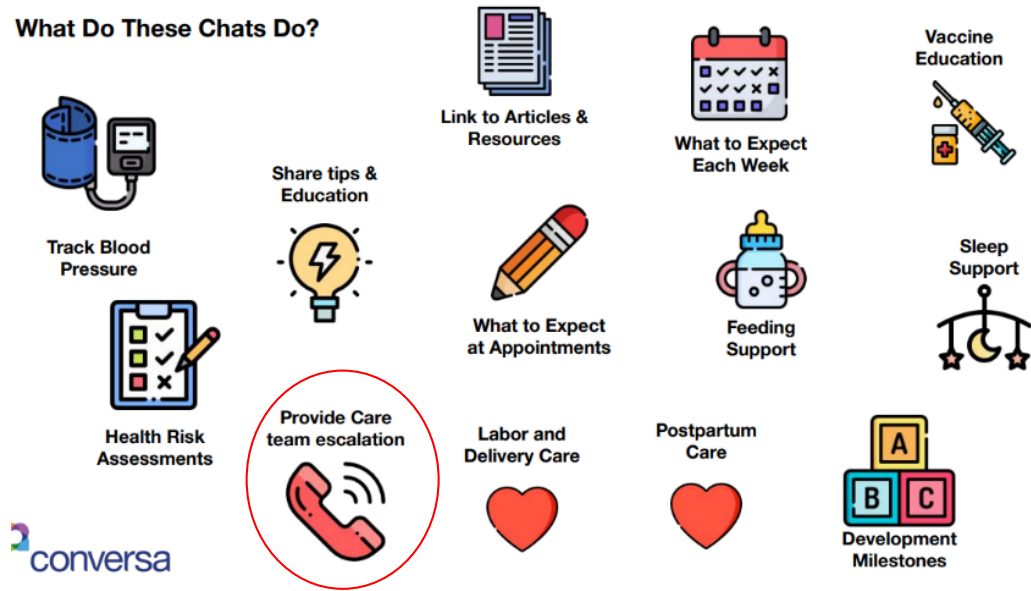 What Do These Chats Do?
Link to Articles &
Resources
What to Expect
Each Week
Vaccine
Education
Track Blood
Pressure
Share tips &
Education
What to Expect
at Appointments
Feeding
Support
Sleep
Support
Health Risk
Assessments
Provide Care
team escalation
Labor and
Delivery Care
Postpartum
Care
A
B
C
Development
Milestones
conversa